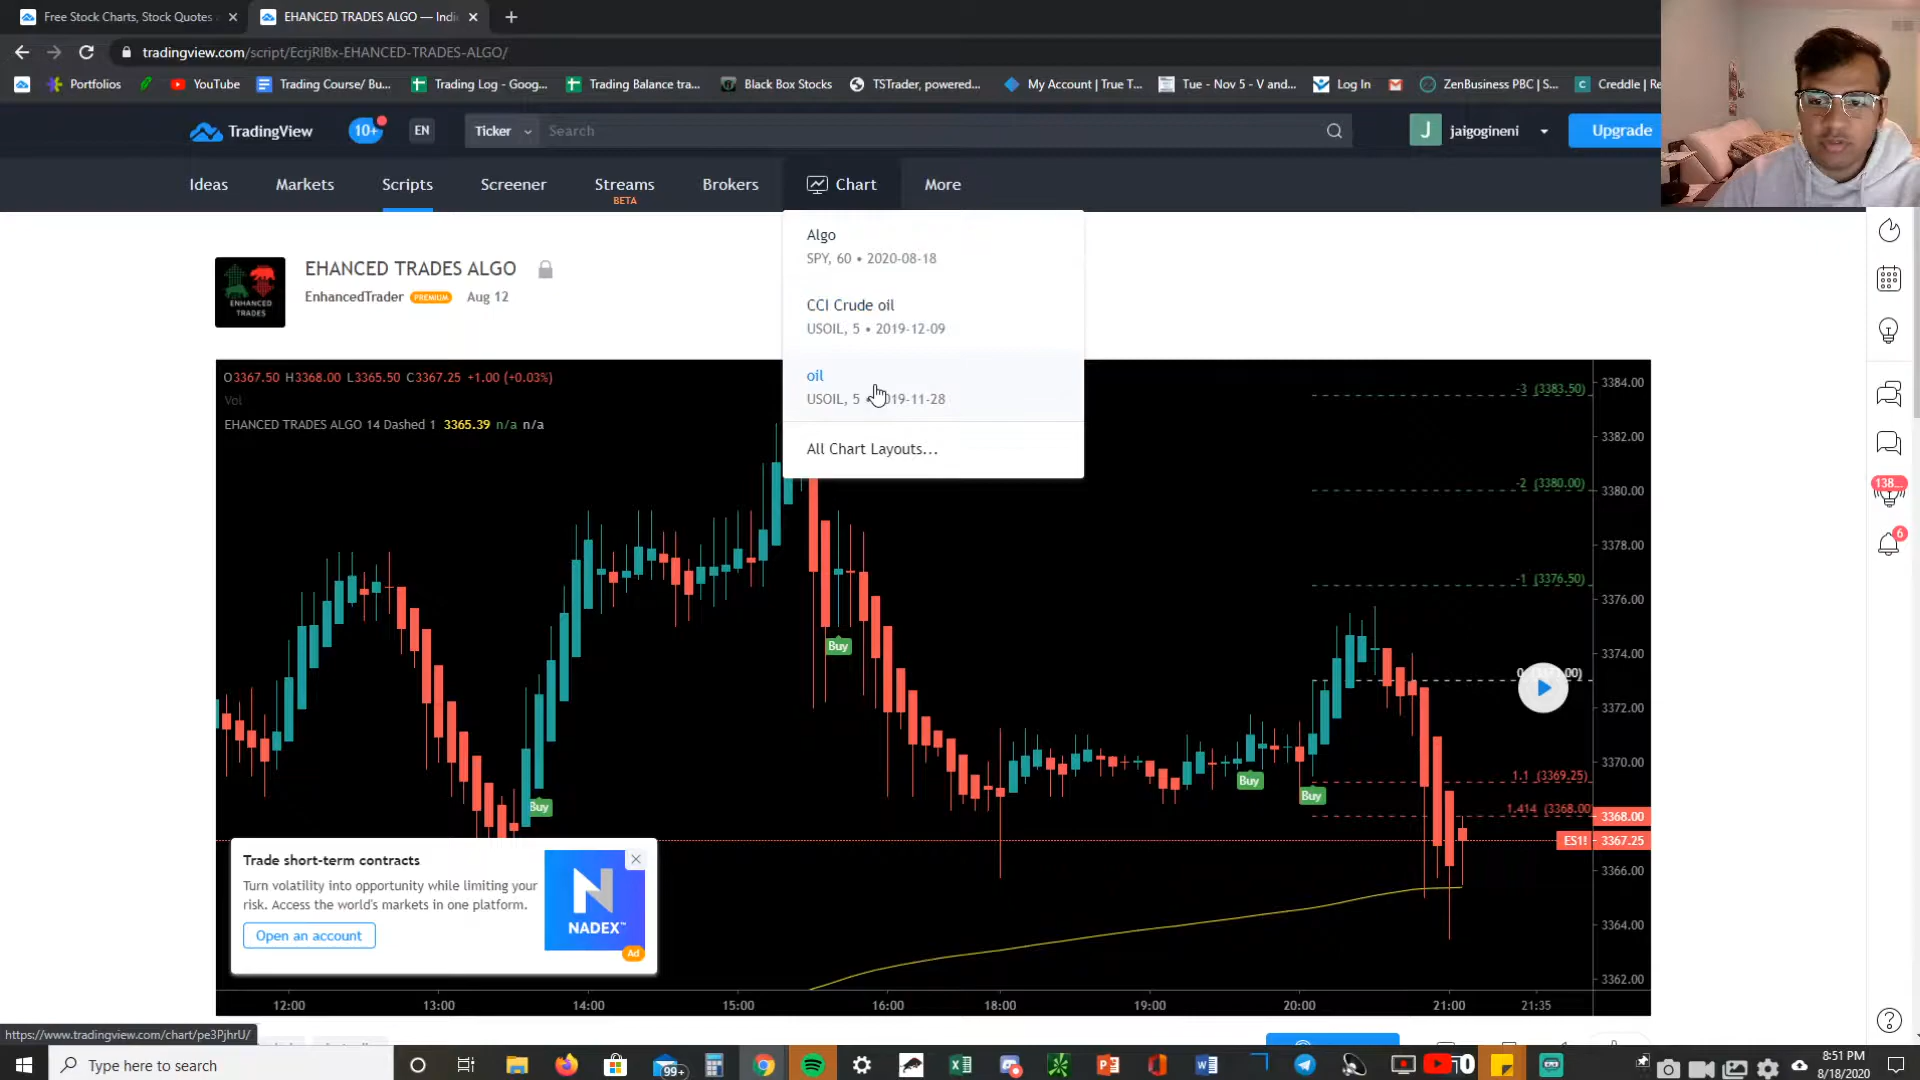 Free Stock Charts, Stock Quotes
EHANCED TRADES ALGO — Indi
tradingview.com/script/EcrjRlBx-EHANCED-TRADES-ALGO/
Portfolios
YouTube
Trading Course/ Bu...
Trading Log - Goog...
Trading Balance tra...
Black Box Stocks
TSTrader, powered...
My Account | True T...
Tue - Nov 5 - V and...
Log In
ZenBusiness PBC | S...
Creddle | Re
TradingView
10+
EN
Ticker
Search
J
jaigogineni
Upgrade
Ideas
Markets
Scripts
Screener
Streams
BETA
Brokers
Chart
More
Algo
SPY, 60 • 2020-08-18
CCI Crude oil
USOIL, 5 • 2019-12-09
oil
USOIL, 5 • 2019-11-28
All Chart Layouts...
ENHANCED
TRADES
EHANCED TRADES ALGO
EnhancedTrader PREMIUM Aug 12
O3367.50 H3368.00 L3365.50 C3367.25 +1.00 (+0.03%)
Vol
EHANCED TRADES ALGO 14 Dashed 1 3365.39 n/a n/a
-3 (3383.50)
-2 (3380.00)
-1 (3376.50)
1.1 (3369.25)
1.414 (3368.00)
3384.00
3382.00
3380.00
3378.00
3376.00
3374.00
3372.00
3370.00
3368.00
ES1! 3367.25
3366.00
3364.00
3362.00
Buy
Buy
Buy
Buy
Buy
Trade short-term contracts
Turn volatility into opportunity while limiting your
risk. Access the world's markets in one platform.
Open an account
N
NADEX™
Ad
12:00
13:00
14:00
15:00
16:00
18:00
19:00
20:00
21:00
21:35
138...
6
https://www.tradingview.com/chart/pe3PjhrU/
Type here to search
99+
8:51 PM
8/18/2020